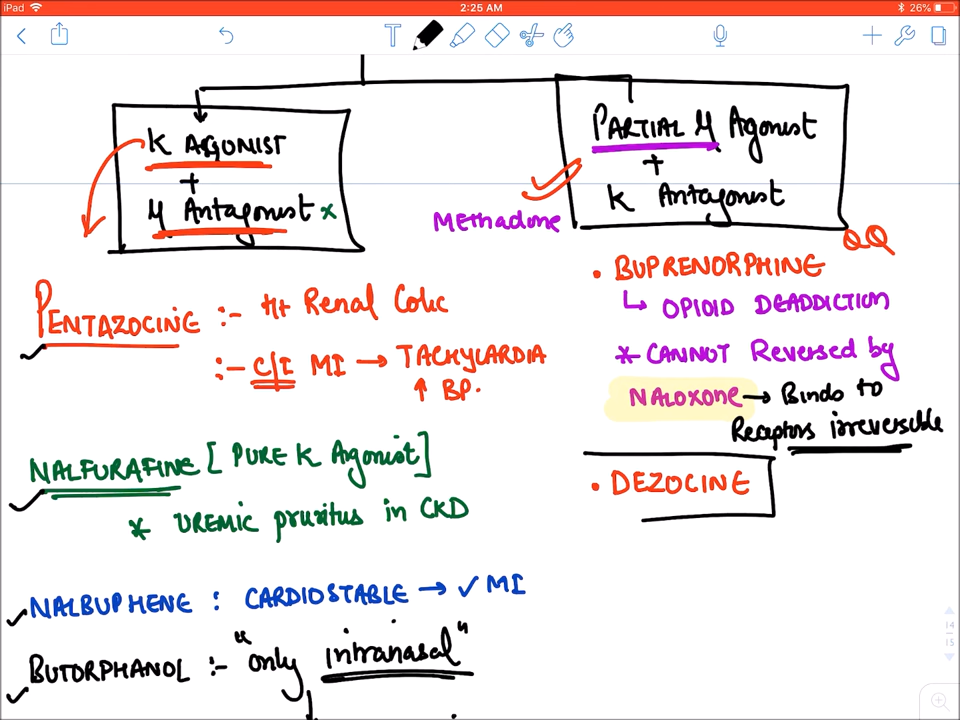 iPad
2:25 AM
26%
T
K AGONIST
+
M Antagonist x
PARTIAL M Agonist
+
K Antagonist
Methadone
QQ
PENTAZOCINE :- Renal Colic
:- C/I MI → TACHYCARDIA
↑ BP.
NALFURAFINE [PURE K Agonist]
* UREMIC pruritus in CKD
NALBUPHENE : CARDIOSTABLE → ✓ MI
BUTORPHANOL :- "only intranasal"
• BUPRENORPHINE
↳ OPIOID DEADDICTION
* CANNOT Reversed by
NALOXONE → Binds to
Receptors irreversible
• DEZOCINE
14
15